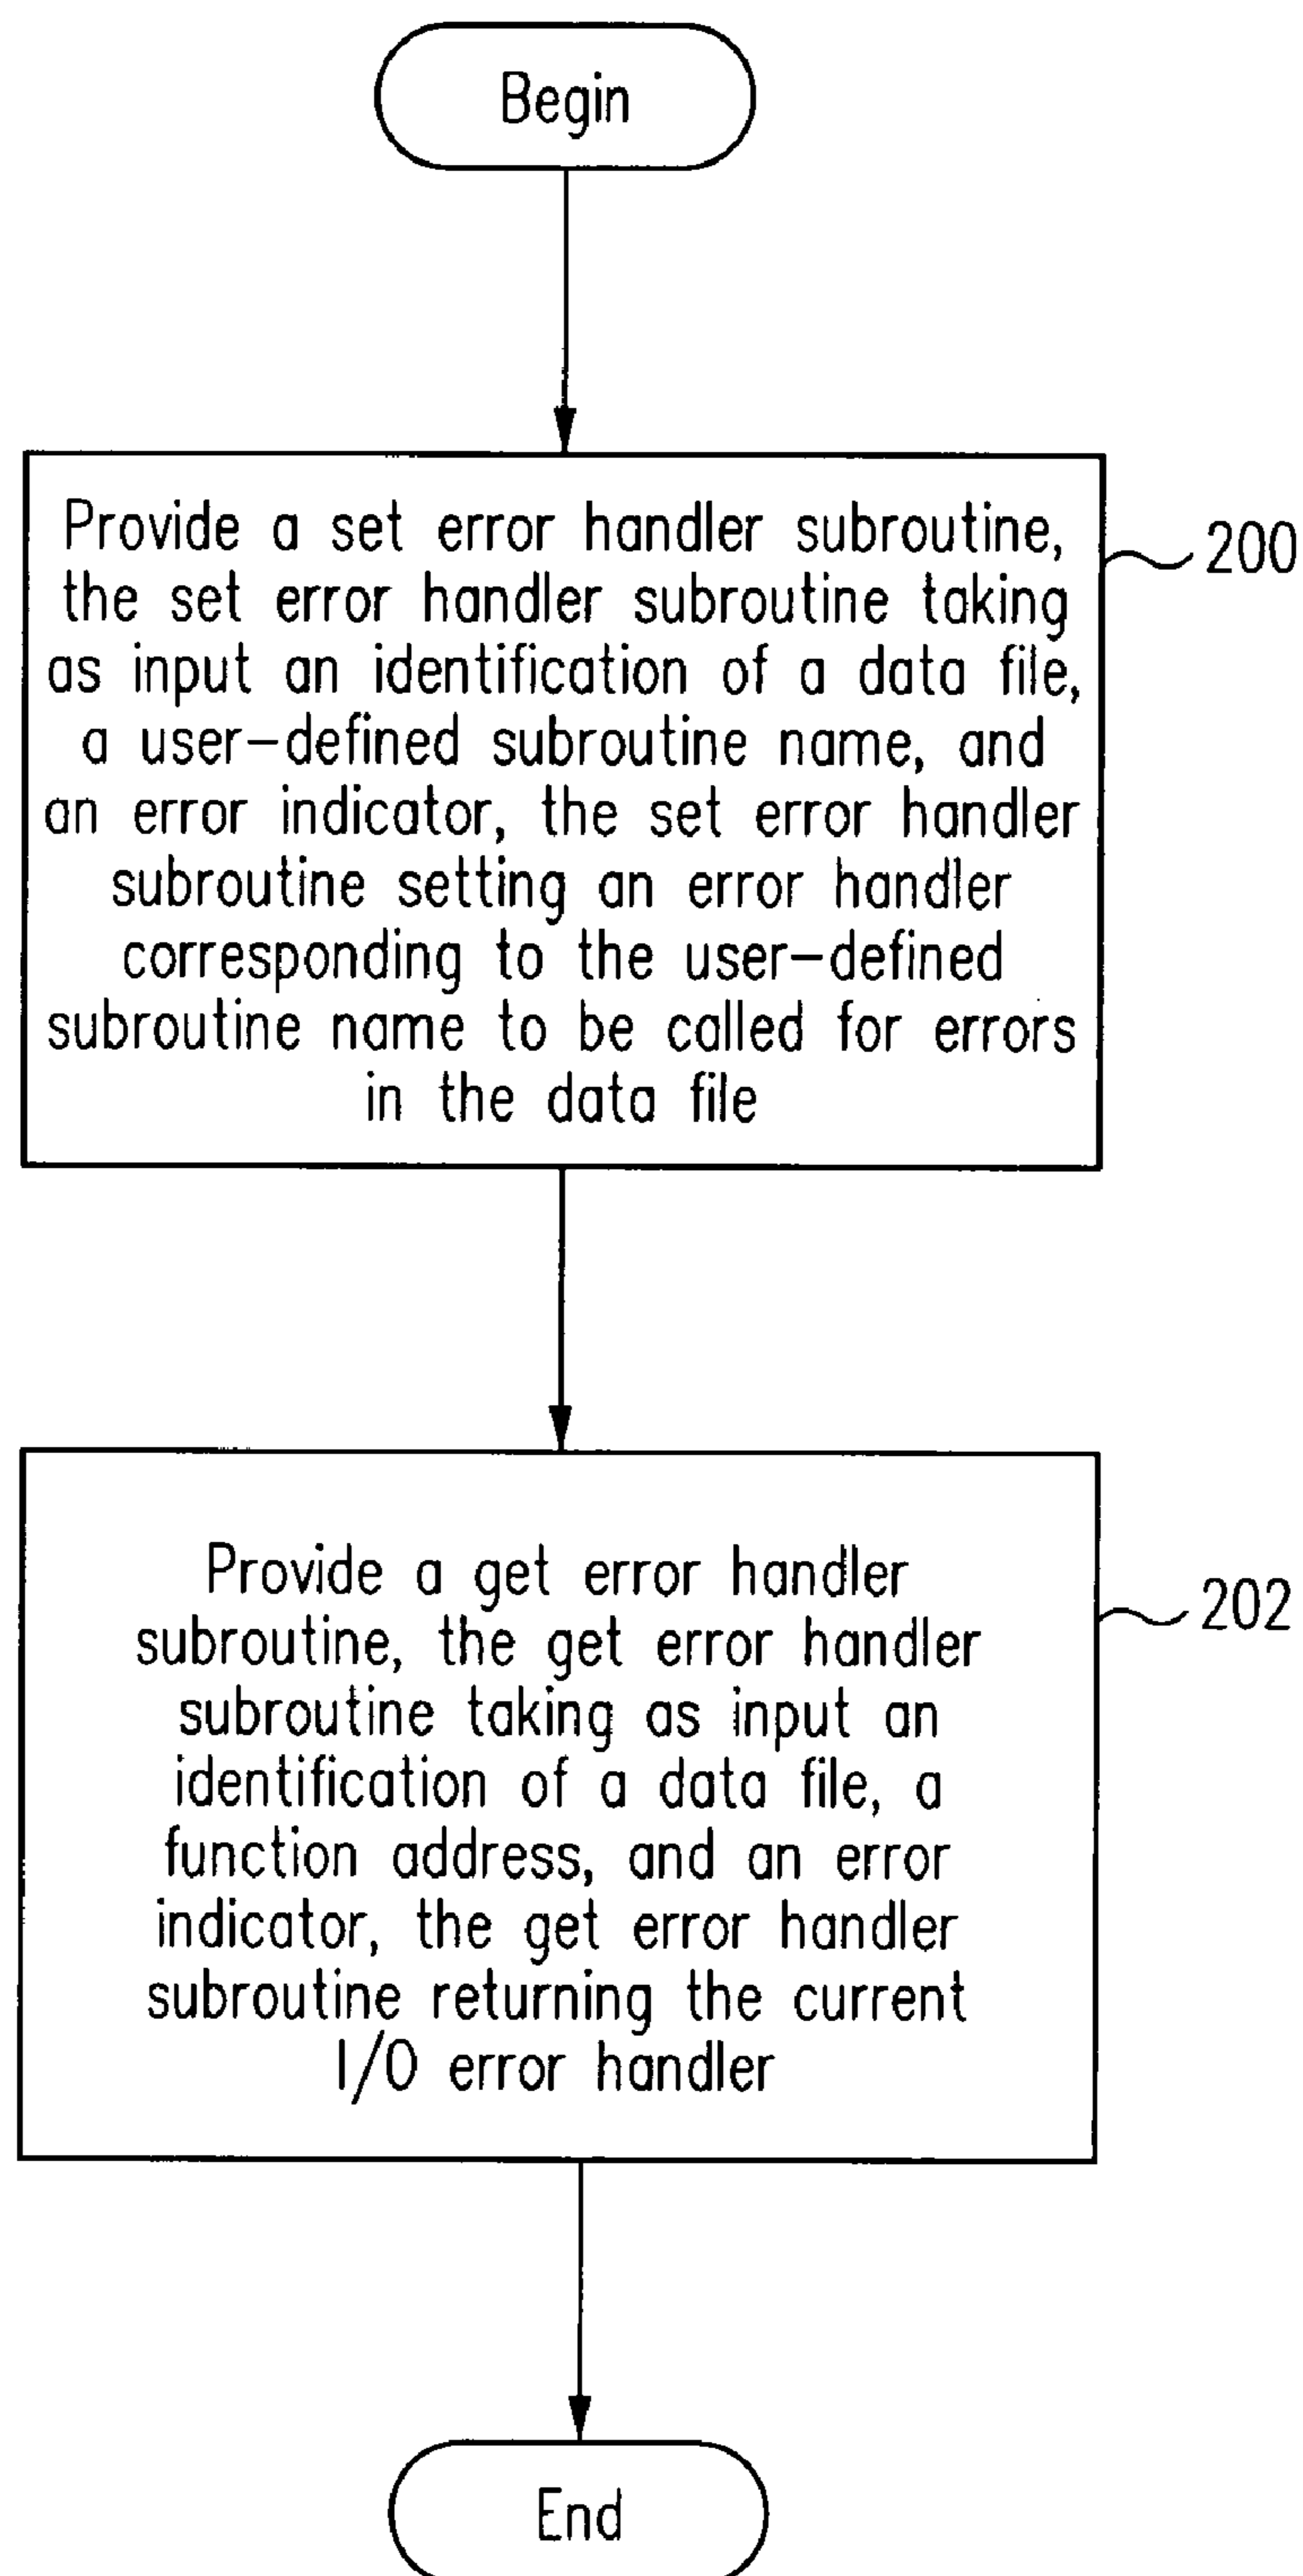 Begin
Provide a set error handler subroutine,
the set error handler subroutine taking
as input an identification of a data file,
a user-defined subroutine name, and
an error indicator, the set error handler
subroutine setting an error handler
corresponding to the user-defined
subroutine name to be called for errors
in the data file
200
Provide a get error handler
subroutine, the get error handler
subroutine taking as input an
identification of a data file, a
function address, and an error
indicator, the get error handler
subroutine returning the current
I/O error handler
202
End